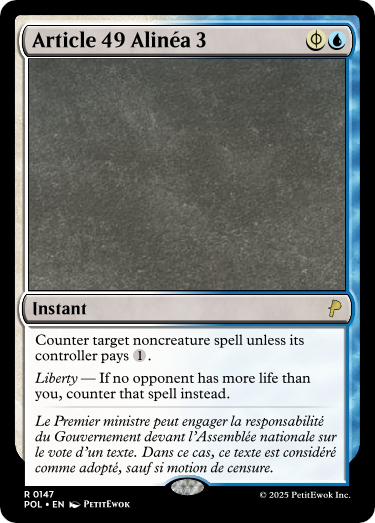 Article 49 Alinéa 3
Instant
Counter target noncreature spell unless its
controller pays 1.
Liberty — If no opponent has more life than
you, counter that spell instead.
Le Premier ministre peut engager la responsabilité
du Gouvernement devant l'Assemblée nationale sur
le vote d'un texte. Dans ce cas, ce texte est considéré
comme adopté, sauf si motion de censure.
R 0147
POL • EN PetitEwok
© 2025 PetitEwok Inc.